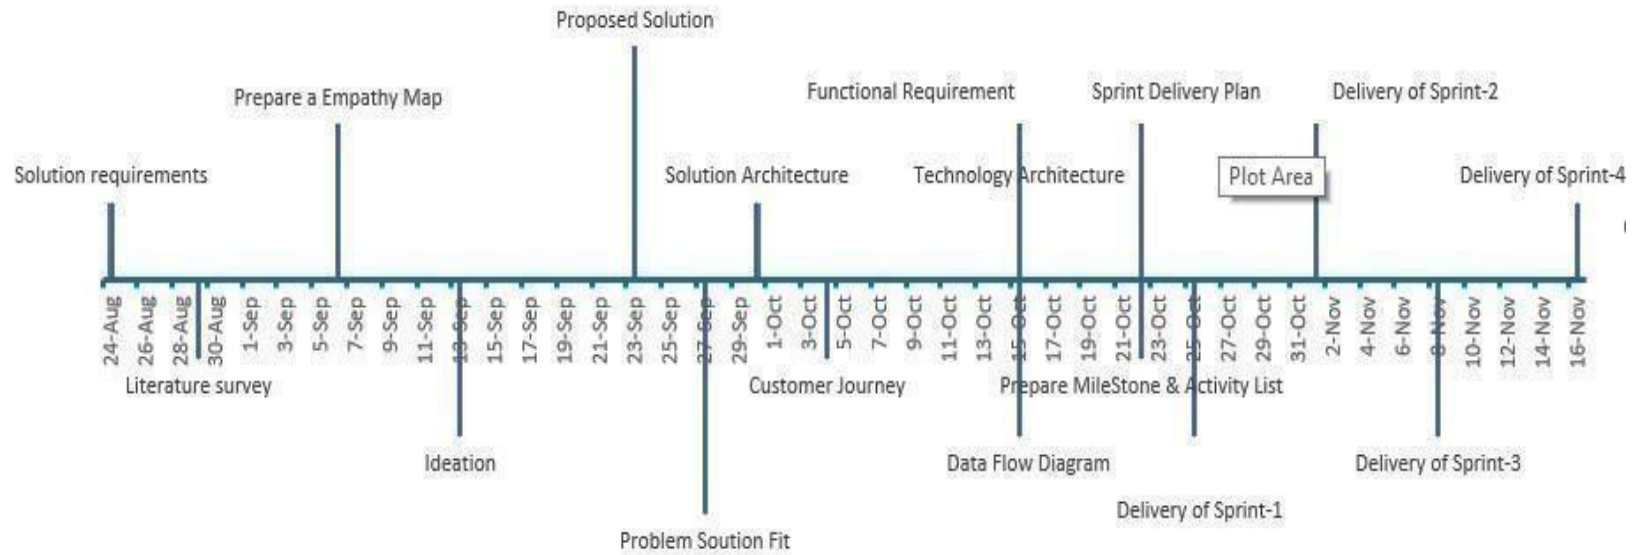 Proposed Solution
Prepare a Empathy Map
Functional Requirement
Sprint Delivery Plan
Delivery of Sprint-2
Solution requirements
Solution Architecture
Technology Architecture
Plot Area
Delivery of Sprint-4
24-Aug
26-Aug
28-Aug
30-Aug
1-Sep
3-Sep
5-Sep
7-Sep
9-Sep
11-Sep
13-Sep
15-Sep
17-Sep
19-Sep
21-Sep
23-Sep
25-Sep
27-Sep
29-Sep
1-Oct
3-Oct
5-Oct
7-Oct
9-Oct
11-Oct
13-Oct
15-Oct
17-Oct
19-Oct
21-Oct
23-Oct
25-Oct
27-Oct
29-Oct
31-Oct
2-Nov
4-Nov
6-Nov
8-Nov
10-Nov
12-Nov
14-Nov
16-Nov
Literature survey
Customer Journey
Prepare MileStone & Activity List
Ideation
Data Flow Diagram
Delivery of Sprint-3
Delivery of Sprint-1
Problem Soution Fit